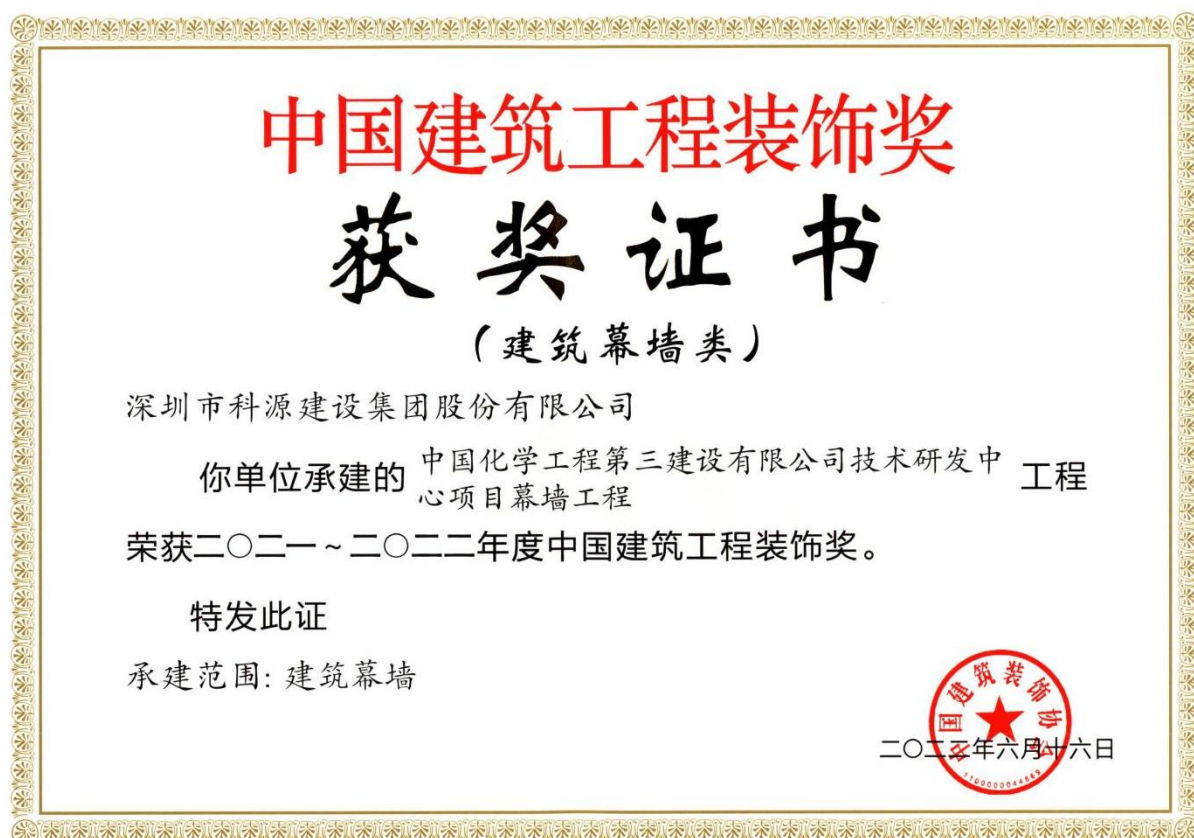 中国建筑工程装饰奖
获奖证书
（建筑幕墙类）
深圳市科源建设集团股份有限公司
你单位承建的 中国化学工程第三建设有限公司技术研发中心项目幕墙工程 工程
荣获二〇二一~二〇二二年度中国建筑工程装饰奖。
特发此证
承建范围: 建筑幕墙
中国建筑装饰协会
二〇二二年六月十六日
1100000044869